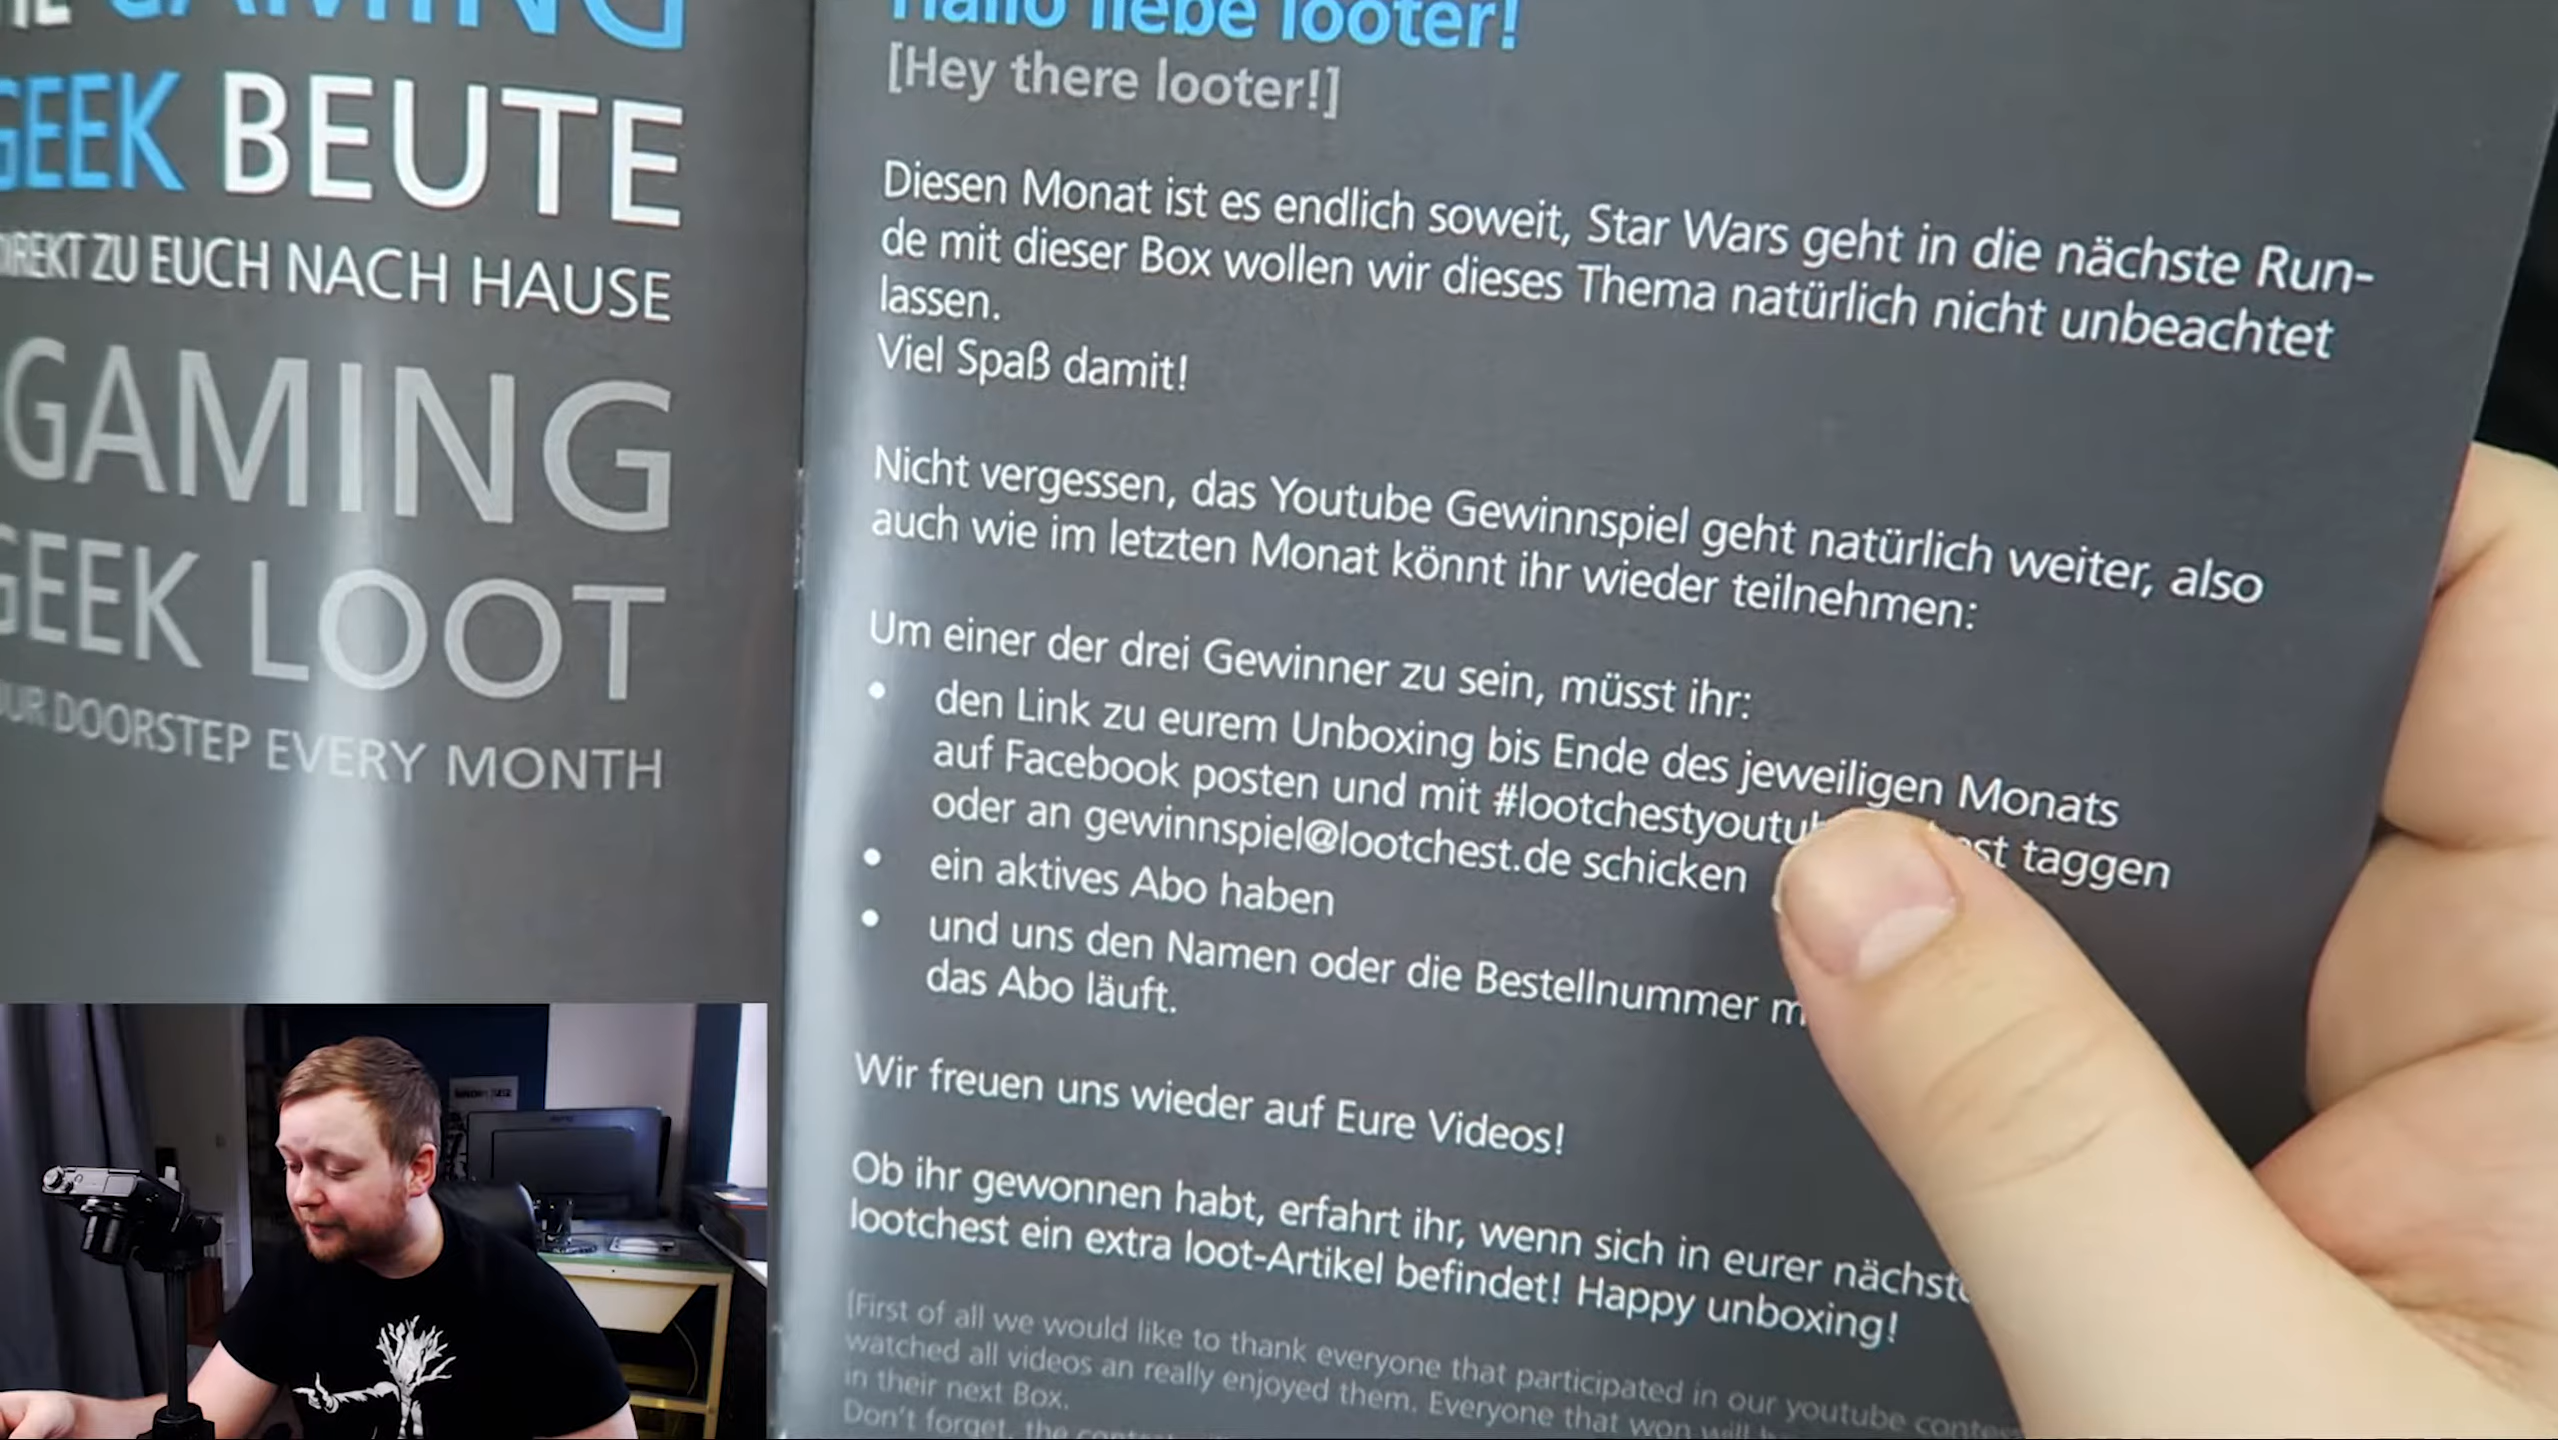 GAMING
GEEK BEUTE
DIREKT ZU EUCH NACH HAUSE
GAMING
GEEK LOOT
DOORSTEP EVERY MONTH
Hallo liebe looter!
[Hey there looter!]
Diesen Monat ist es endlich soweit, Star Wars geht in die nächste Run-
de mit dieser Box wollen wir dieses Thema natürlich nicht unbeachtet
lassen.
Viel Spaß damit!
Nicht vergessen, das Youtube Gewinnspiel geht natürlich weiter, also
auch wie im letzten Monat könnt ihr wieder teilnehmen:
Um einer der drei Gewinner zu sein, müsst ihr:
• den Link zu eurem Unboxing bis Ende des jeweiligen Monats
auf Facebook posten und mit taggen
oder an gewinnspiel@lootchest.de schicken
• ein aktives Abo haben
• und uns den Namen oder die Bestellnummer
das Abo läuft.
Wir freuen uns wieder auf Eure Videos!
Ob ihr gewonnen habt, erfahrt ihr, wenn sich in eurer
lootchest ein extra loot-Artikel befindet! Happy unboxing!
[First of all we would like to thank everyone that participated in our youtube
watched all videos an really enjoyed them. Everyone that won will
in their next Box.
Don't forget, the